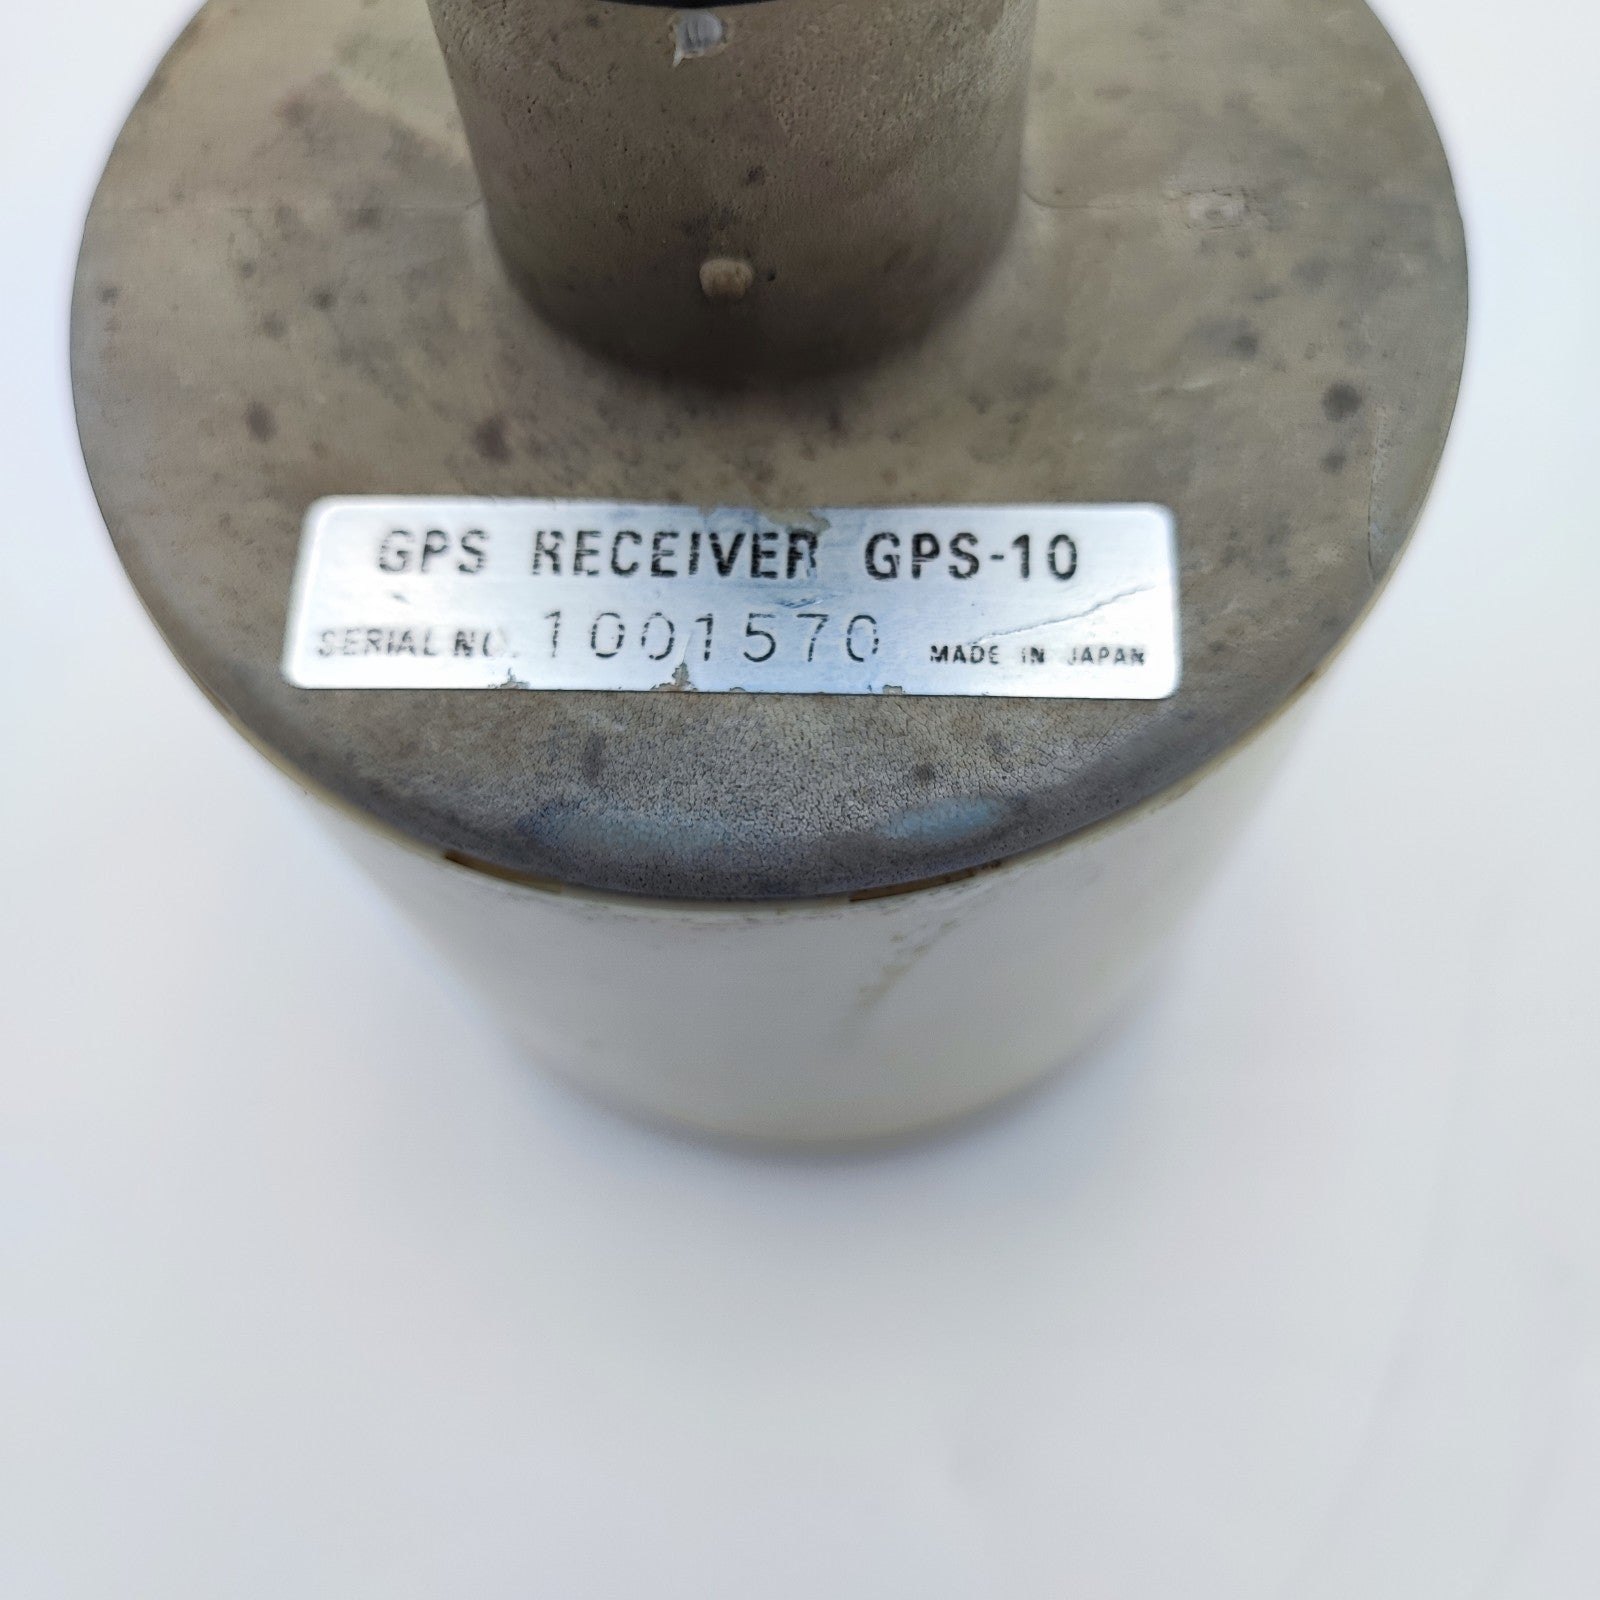 GPS RECEIVER GPS-10
SERIAL NO. 1001570 MADE IN JAPAN